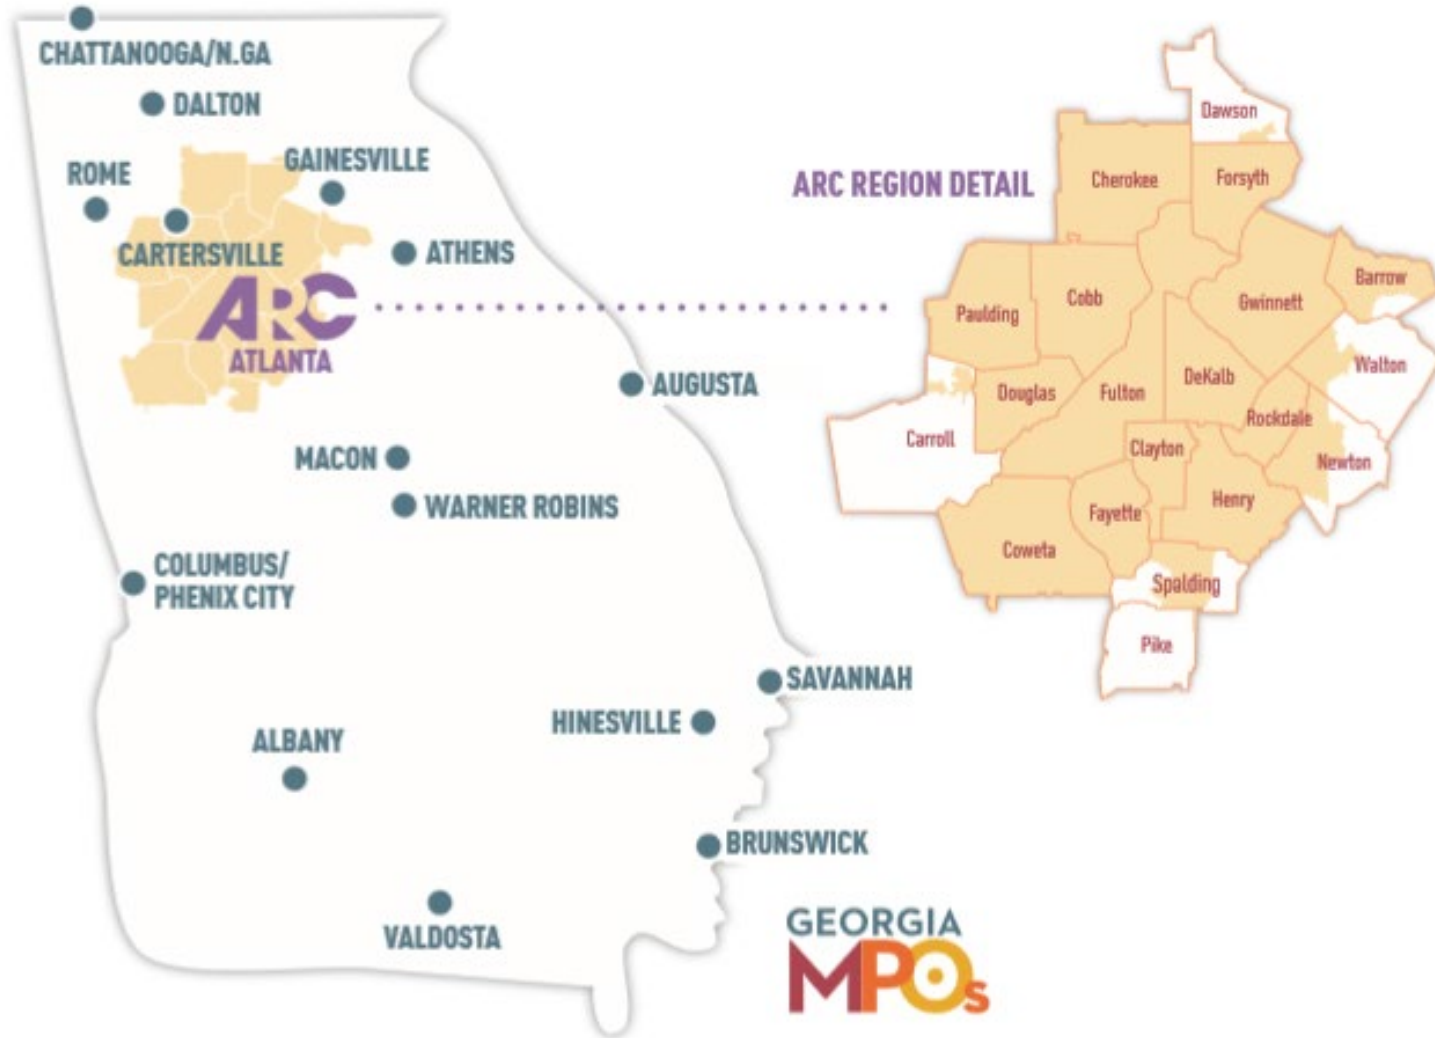 CHATTANOOGA/N.GA
DALTON
ROME
GAINESVILLE
CARTERSVILLE
ATHENS
ARC
ATLANTA
AUGUSTA
MACON
WARNER ROBINS
COLUMBUS/
PHENIX CITY
SAVANNAH
HINESVILLE
ALBANY
BRUNSWICK
VALDOSTA
ARC REGION DETAIL
Dawson
Cherokee
Forsyth
Barrow
Cobb
Gwinnett
Paulding
Walton
DeKalb
Douglas
Fulton
Rockdale
Carroll
Clayton
Newton
Henry
Fayette
Coweta
Spalding
Pike
GEORGIA
MPOs